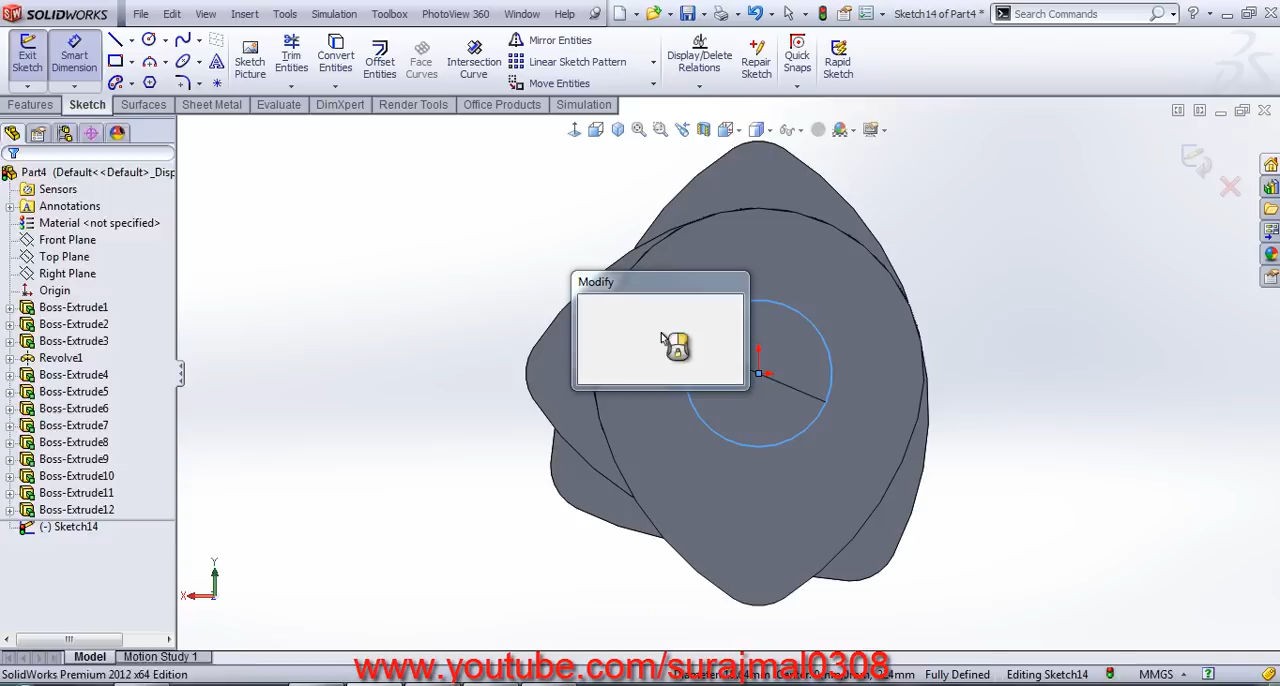 SOLIDWORKS File Edit View Insert Tools Simulation Toolbox PhotoView 360 Window Help Sketch14 of Part4 * Search Commands
Exit Sketch
Smart Dimension
Sketch Picture
Trim Entities
Convert Entities
Offset Entities
Face Curves
Intersection Curve
Mirror Entities
Linear Sketch Pattern
Move Entities
Display/Delete Relations
Repair Sketch
Quick Snaps
Rapid Sketch
Features Sketch Surfaces Sheet Metal Evaluate DimXpert Render Tools Office Products Simulation
Part4 (Default<<Default>_Disp
Sensors
Annotations
Material <not specified>
Front Plane
Top Plane
Right Plane
Origin
Boss-Extrude1
Boss-Extrude2
Boss-Extrude3
Revolve1
Boss-Extrude4
Boss-Extrude5
Boss-Extrude6
Boss-Extrude7
Boss-Extrude8
Boss-Extrude9
Boss-Extrude10
Boss-Extrude11
Boss-Extrude12
(-) Sketch14
Modify
Y
X
Model Motion Study 1
www.youtube.com/surajmal0308
SolidWorks Premium 2012 x64 Edition Fully Defined Editing Sketch14 MMGS